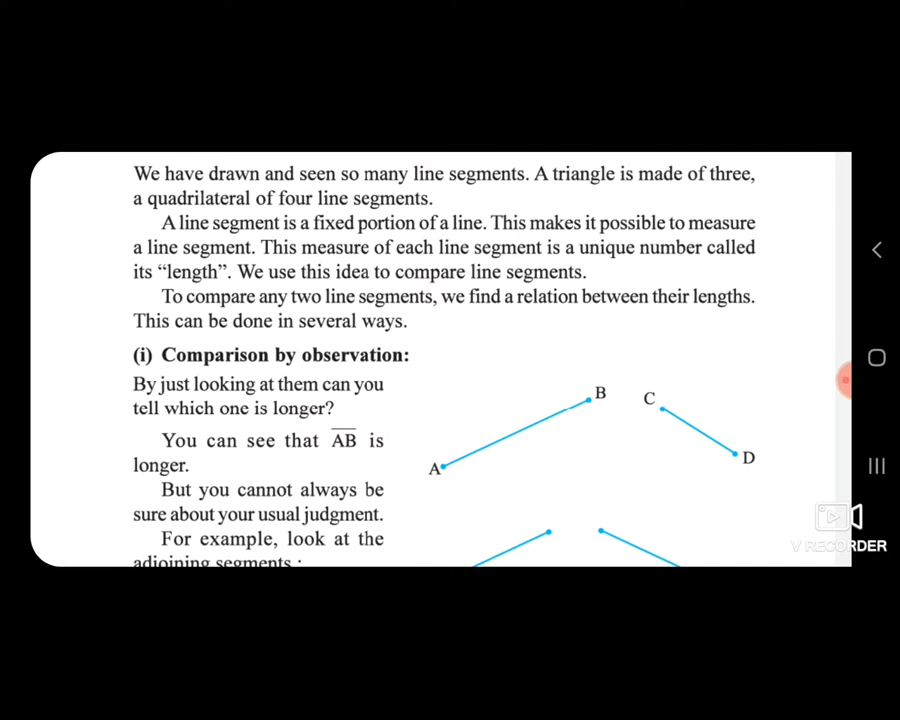 We have drawn and seen so many line segments. A triangle is made of three,
a quadrilateral of four line segments.
A line segment is a fixed portion of a line. This makes it possible to measure
a line segment. This measure of each line segment is a unique number called
its “length”. We use this idea to compare line segments.
To compare any two line segments, we find a relation between their lengths.
This can be done in several ways.
(i) Comparison by observation:
By just looking at them can you
tell which one is longer?
You can see that AB is
longer.
But you cannot always be
sure about your usual judgment.
For example, look at the
adjoining segments :
A
B
C
D
V RECORDER